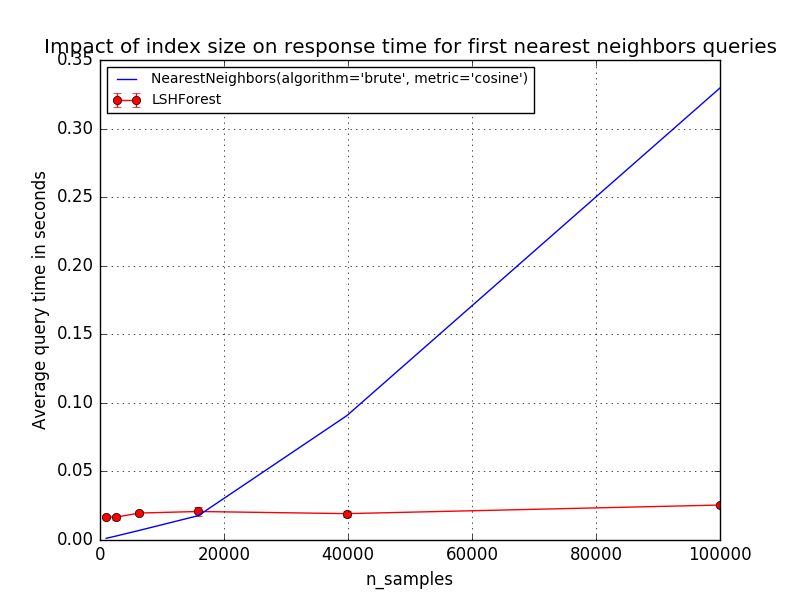 Impact of index size on response time for first nearest neighbors queries
NearestNeighbors(algorithm='brute', metric='cosine')
LSHForest
Average query time in seconds
0.35
0.30
0.25
0.20
0.15
0.10
0.05
0.00
0 20000 40000 60000 80000 100000
n_samples